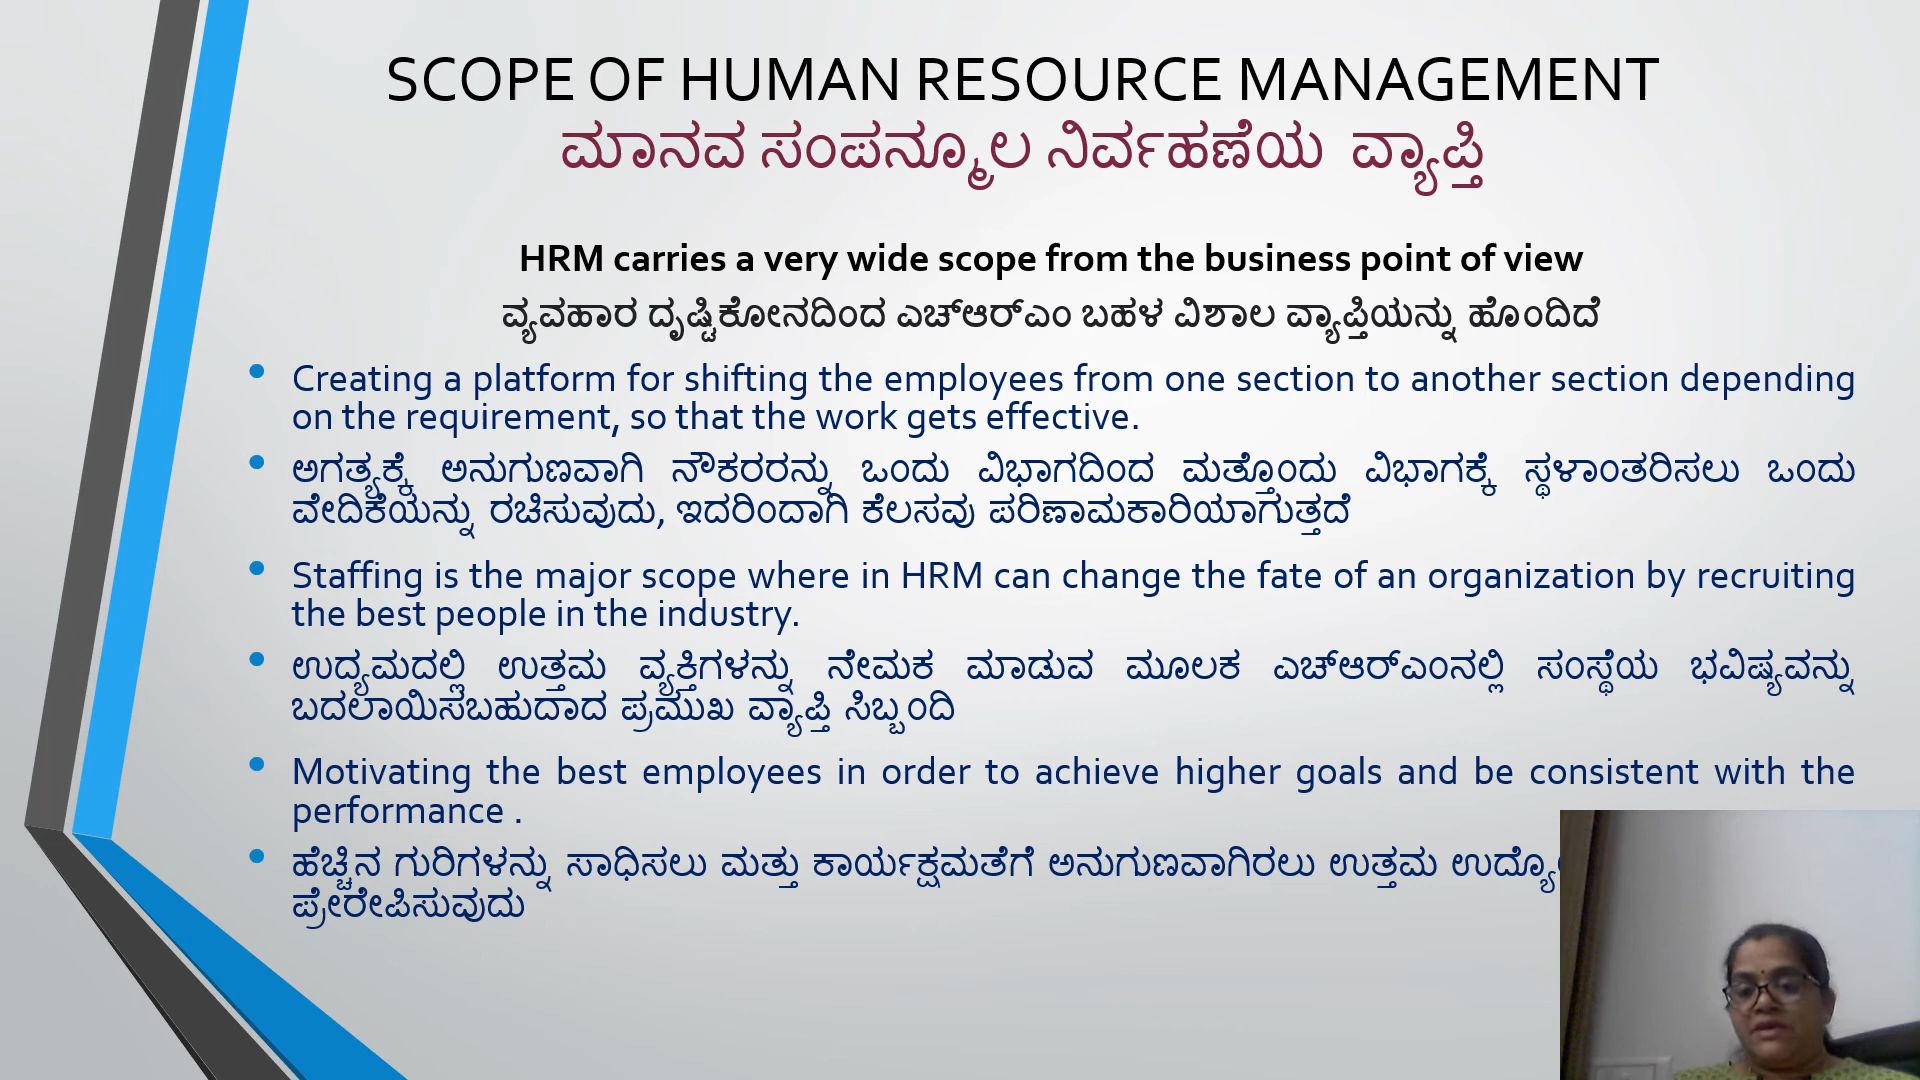 SCOPE OF HUMAN RESOURCE MANAGEMENT
ಮಾನವ ಸಂಪನ್ಮೂಲ ನಿರ್ವಹಣೆಯ ವ್ಯಾಪ್ತಿ
HRM carries a very wide scope from the business point of view
ವ್ಯವಹಾರ ದೃಷ್ಟಿಕೋನದಿಂದ ಎಚ್ಆರ್ಎಂ ಬಹಳ ವಿಶಾಲ ವ್ಯಾಪ್ತಿಯನ್ನು ಹೊಂದಿದೆ
• Creating a platform for shifting the employees from one section to another section depending
on the requirement, so that the work gets effective.
• ಅಗತ್ಯಕ್ಕೆ ಅನುಗುಣವಾಗಿ ನೌಕರರನ್ನು ಒಂದು ವಿಭಾಗದಿಂದ ಮತ್ತೊಂದು ವಿಭಾಗಕ್ಕೆ ಸ್ಥಳಾಂತರಿಸಲು ಒಂದು
ವೇದಿಕೆಯನ್ನು ರಚಿಸುವುದು, ಇದರಿಂದಾಗಿ ಕೆಲಸವು ಪರಿಣಾಮಕಾರಿಯಾಗುತ್ತದೆ
• Staffing is the major scope where in HRM can change the fate of an organization by recruiting
the best people in the industry.
• ಉದ್ಯಮದಲ್ಲಿ ಉತ್ತಮ ವ್ಯಕ್ತಿಗಳನ್ನು ನೇಮಕ ಮಾಡುವ ಮೂಲಕ ಎಚ್ಆರ್ಎಂನಲ್ಲಿ ಸಂಸ್ಥೆಯ ಭವಿಷ್ಯವನ್ನು
ಬದಲಾಯಿಸಬಹುದಾದ ಪ್ರಮುಖ ವ್ಯಾಪ್ತಿ ಸಿಬ್ಬಂದಿ
• Motivating the best employees in order to achieve higher goals and be consistent with the
performance .
• ಹೆಚ್ಚಿನ ಗುರಿಗಳನ್ನು ಸಾಧಿಸಲು ಮತ್ತು ಕಾರ್ಯಕ್ಷಮತೆಗೆ ಅನುಗುಣವಾಗಿರಲು ಉತ್ತಮ
ಪ್ರೇರೇಪಿಸುವುದು